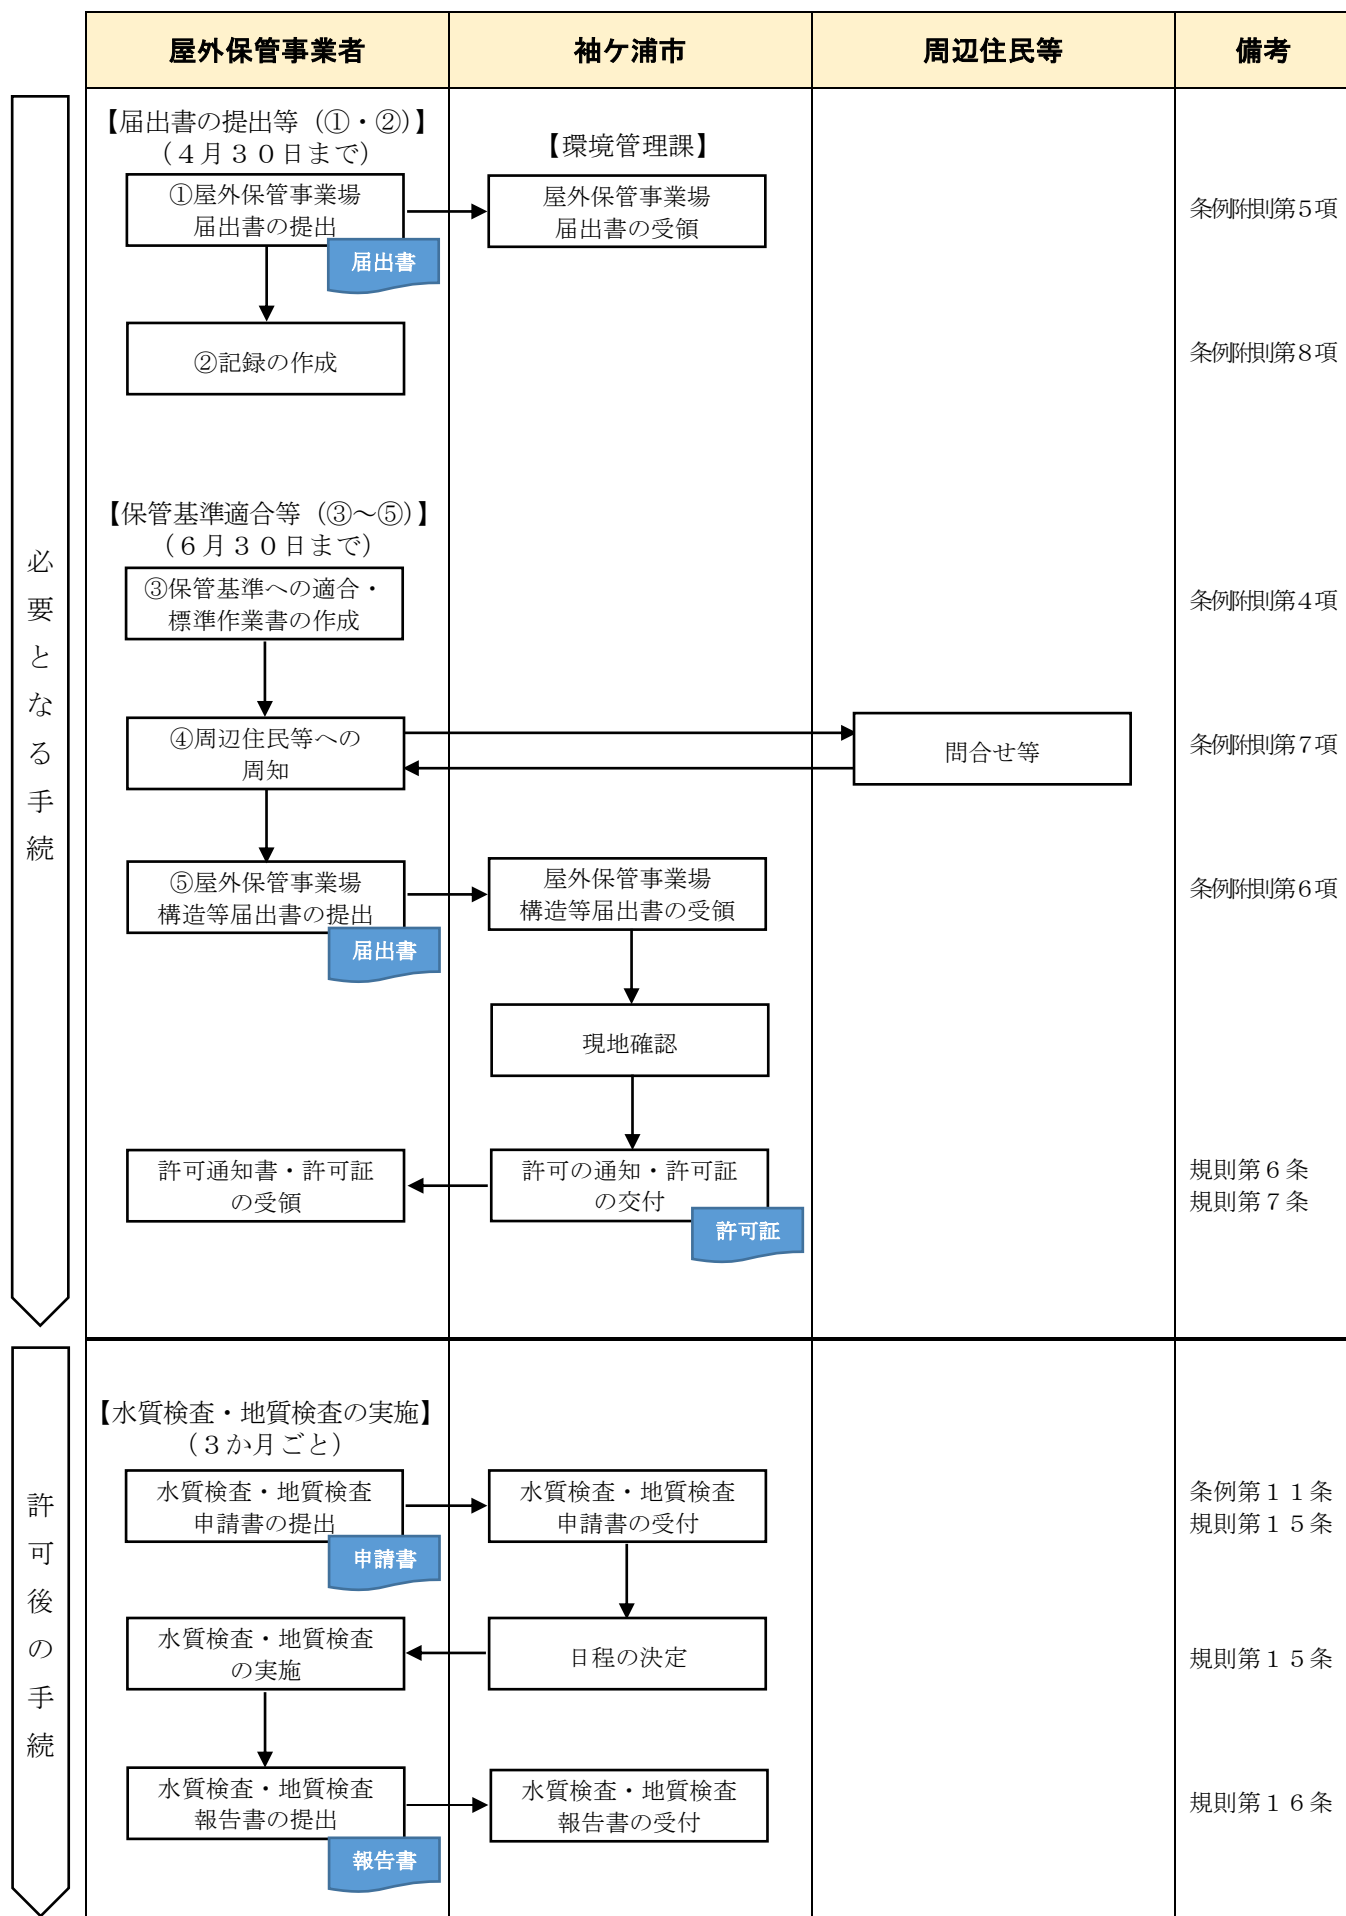 屋外保管事業者
袖ケ浦市
周辺住民等
備考
必要となる手続
【届出書の提出等（①・②）】
（４月３０日まで）
【環境管理課】
①屋外保管事業場
届出書の提出
届出書
屋外保管事業場
届出書の受領
条例附則第５項
②記録の作成
条例附則第８項
【保管基準適合等（③～⑤）】
（６月３０日まで）
③保管基準への適合・
標準作業書の作成
条例附則第４項
④周辺住民等への
周知
問合せ等
条例附則第７項
⑤屋外保管事業場
構造等届出書の提出
届出書
屋外保管事業場
構造等届出書の受領
条例附則第６項
現地確認
許可通知書・許可証
の受領
許可の通知・許可証
の交付
許可証
規則第６条
規則第７条
許可後の手続
【水質検査・地質検査の実施】
（３か月ごと）
水質検査・地質検査
申請書の提出
申請書
水質検査・地質検査
申請書の受付
条例第１１条
規則第１５条
水質検査・地質検査
の実施
日程の決定
規則第１５条
水質検査・地質検査
報告書の提出
報告書
水質検査・地質検査
報告書の受付
規則第１６条